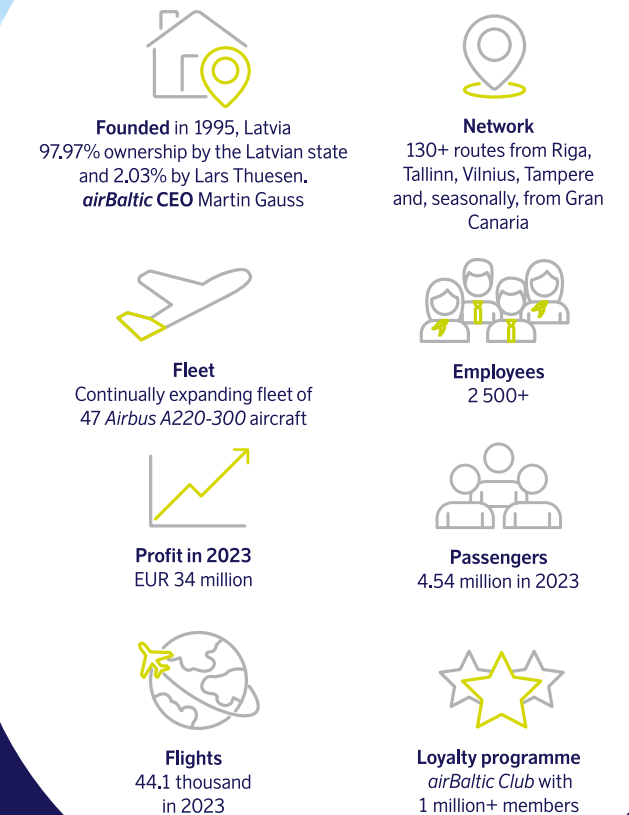 Founded in 1995, Latvia
97.97% ownership by the Latvian state
and 2.03% by Lars Thuesen.
airBaltic CEO Martin Gauss
Network
130+ routes from Riga,
Tallinn, Vilnius, Tampere
and, seasonally, from Gran
Canaria
Fleet
Continually expanding fleet of
47 Airbus A220-300 aircraft
Employees
2 500+
Profit in 2023
EUR 34 million
Passengers
4.54 million in 2023
Flights
44.1 thousand
in 2023
Loyalty programme
airBaltic Club with
1 million+ members